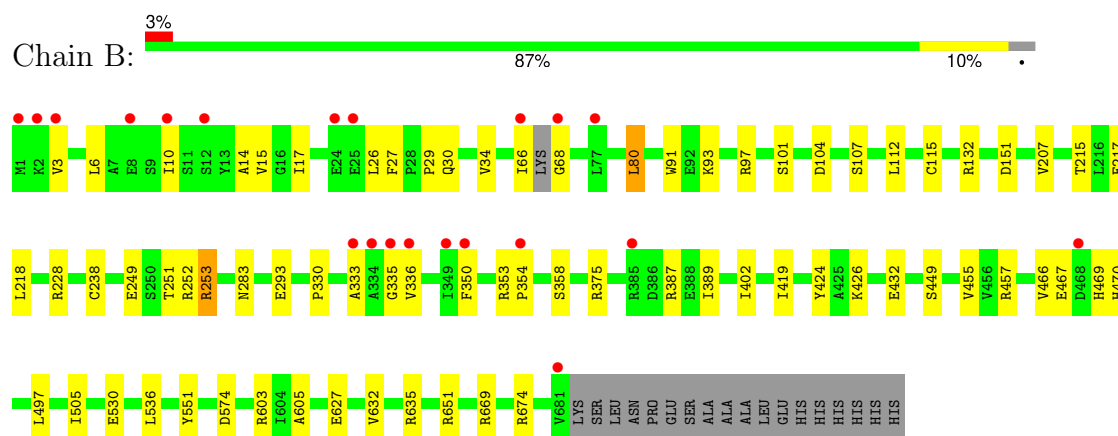 3%
Chain B:
87% 10% •
M1 K2 V3 L6 A7 E8 S9 I10 S11 S12 Y13 A14 V15 G16 I17 E24 E25 L26 F27 P28 P29 Q30 V34 I66 LYS G68 L77 L80 W91 E92 K93 R97 S101 D104 S107 L112 C115 R132 D151 V207 T215 L216
L218 R228 C238 E249 S250 T251 R252 R253 N283 E293 P330 A333 A334 G335 V336 I349 F350 R353 P354 S358 R375 R385 D386 R387 E388 I389 I402 I419 Y424 A425 K426 E432 S449 V455 V456 R457 V466 E467 D468 H469 H470
L497 I505 E530 L536 Y551 D574 R603 I604 A605 E627 V632 R635 R651 R669 R674 V681 LYS SER LEU ASN PRO GLU SER ALA ALA ALA LEU GLU HIS HIS HIS HIS HIS HIS